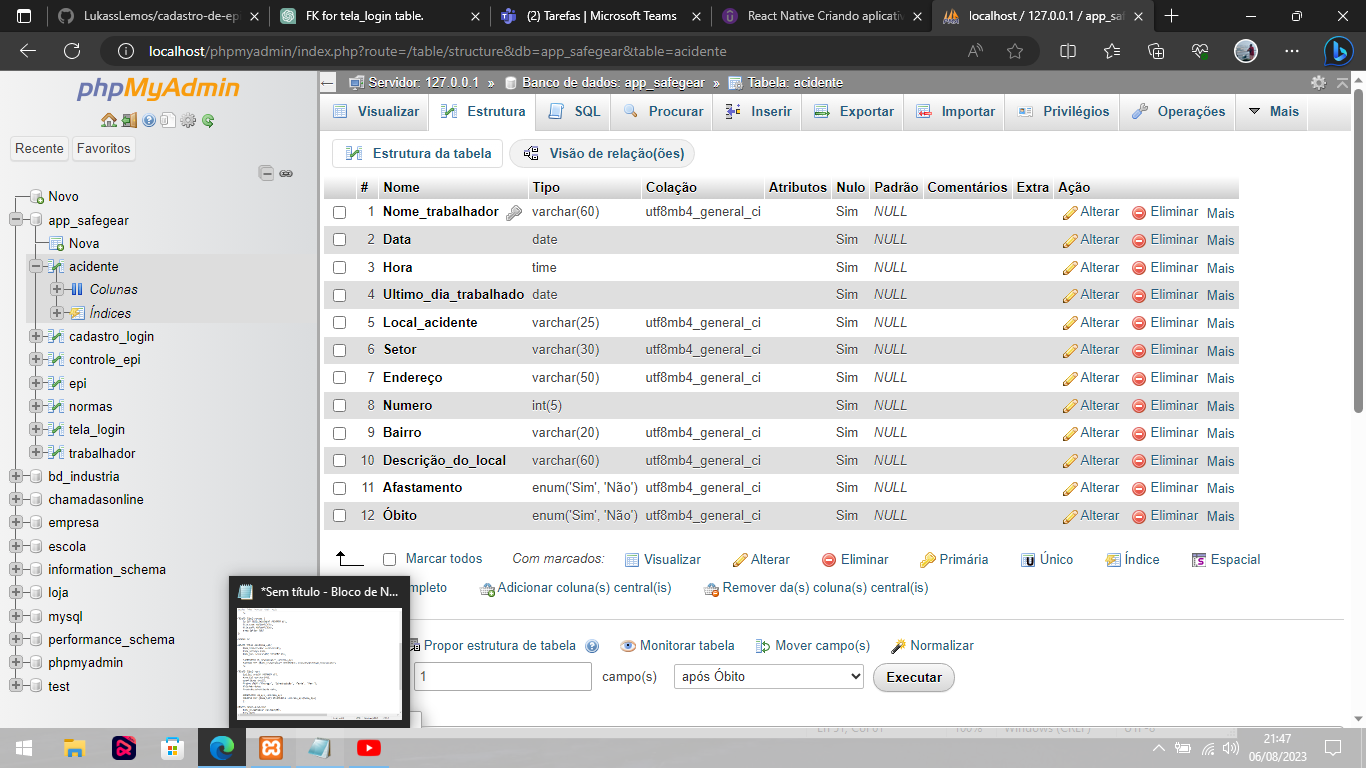 LukassLemos/cadastro-de-epi
FK for tela_login table.
(2) Tarefas | Microsoft Teams
React Native Criando aplicativ
localhost / 127.0.0.1 / app_saf
localhost/phpmyadmin/index.php?route=/table/structure&db=app_safegear&table=acidente
phpMyAdmin
Recente Favoritos
Novo
app_safegear
Nova
acidente
Colunas
Índices
cadastro_login
controle_epi
epi
normas
tela_login
trabalhador
bd_industria
chamadasonline
empresa
escola
information_schema
loja
mysql
performance_schema
phpmyadmin
test
Servidor: 127.0.0.1 » Banco de dados: app_safegear » Tabela: acidente
Visualizar Estrutura SQL Procurar Inserir Exportar Importar Privilégios Operações Mais
Estrutura da tabela Visão de relação(ões)
# Nome Tipo Colação Atributos Nulo Padrão Comentários Extra Ação
1 Nome_trabalhador varchar(60) utf8mb4_general_ci Sim NULL Alterar Eliminar Mais
2 Data date Sim NULL Alterar Eliminar Mais
3 Hora time Sim NULL Alterar Eliminar Mais
4 Ultimo_dia_trabalhado date Sim NULL Alterar Eliminar Mais
5 Local_acidente varchar(25) utf8mb4_general_ci Sim NULL Alterar Eliminar Mais
6 Setor varchar(30) utf8mb4_general_ci Sim NULL Alterar Eliminar Mais
7 Endereço varchar(50) utf8mb4_general_ci Sim NULL Alterar Eliminar Mais
8 Numero int(5) Sim NULL Alterar Eliminar Mais
9 Bairro varchar(20) utf8mb4_general_ci Sim NULL Alterar Eliminar Mais
10 Descrição_do_local varchar(60) utf8mb4_general_ci Sim NULL Alterar Eliminar Mais
11 Afastamento enum('Sim', 'Não') utf8mb4_general_ci Sim NULL Alterar Eliminar Mais
12 Óbito enum('Sim', 'Não') utf8mb4_general_ci Sim NULL Alterar Eliminar Mais
Marcar todos Com marcados: Visualizar Alterar Eliminar Primária Único Índice Espacial
mpleto Adicionar coluna(s) central(is) Remover da(s) coluna(s) central(is)
Propor estrutura de tabela Monitorar tabela Mover campo(s) Normalizar
1 campo(s) após Óbito Executar
*Sem título - Bloco de N...
21:47
06/08/2023